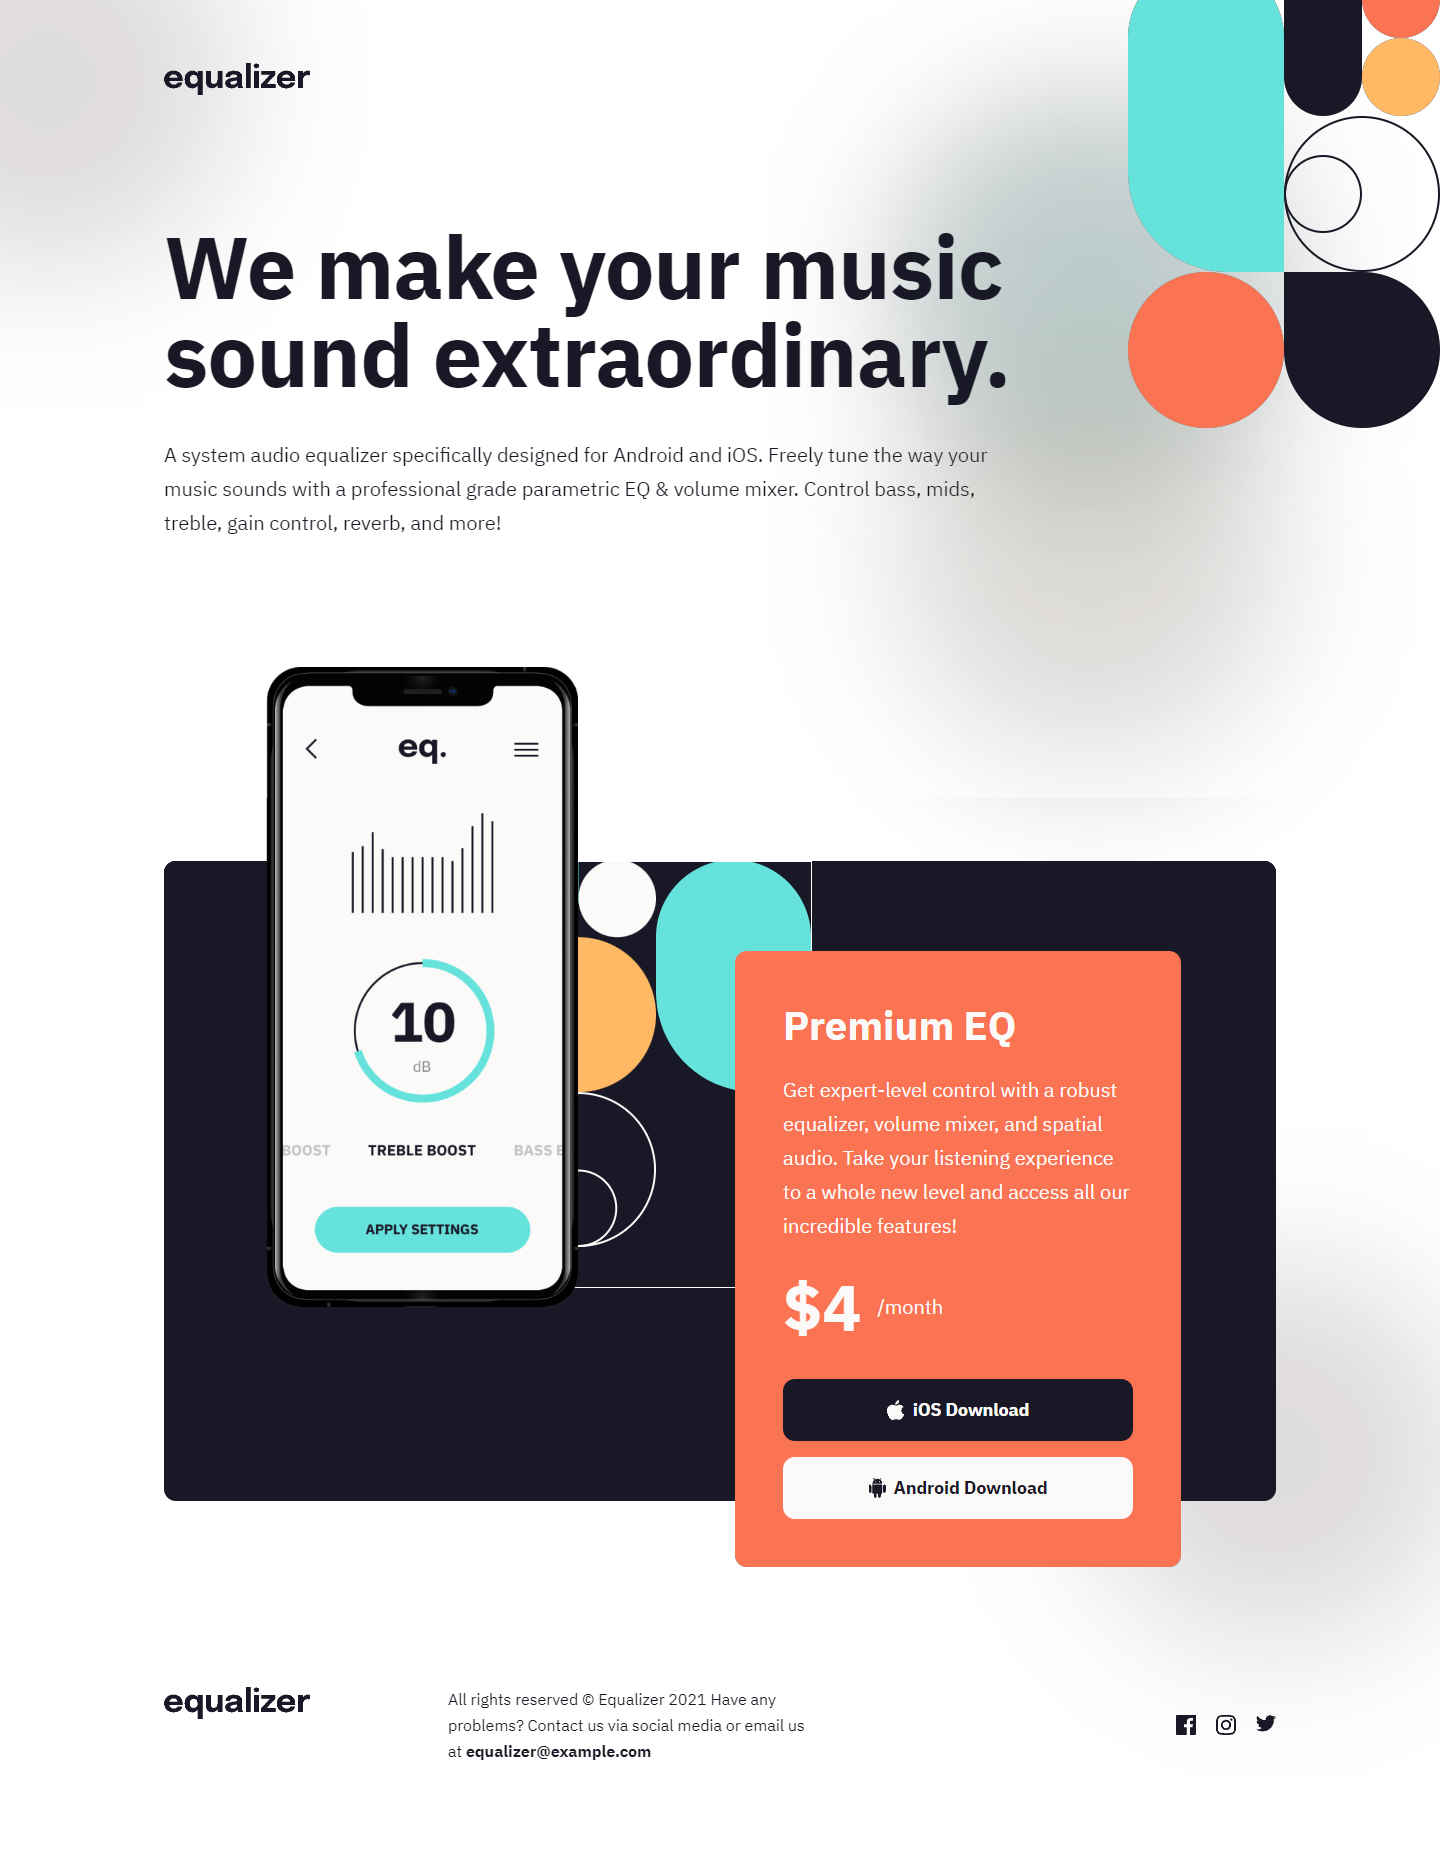 equalizer
We make your music
sound extraordinary.
A system audio equalizer specifically designed for Android and iOS. Freely tune the way your
music sounds with a professional grade parametric EQ & volume mixer. Control bass, mids,
treble, gain control, reverb, and more!
eq.
10
dB
BOOST TREBLE BOOST BASS
APPLY SETTINGS
Premium EQ
Get expert-level control with a robust
equalizer, volume mixer, and spatial
audio. Take your listening experience
to a whole new level and access all our
incredible features!
$4 /month
iOS Download
Android Download
equalizer
All rights reserved © Equalizer 2021 Have any
problems? Contact us via social media or email us
at equalizer@example.com